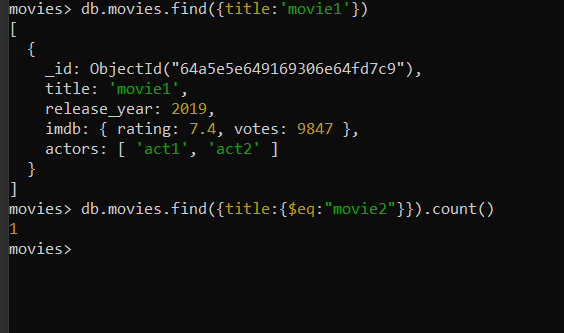 movies> db.movies.find({title:'movie1'})
[
  {
    _id: ObjectId("64a5e5e649169306e64fd7c9"),
    title: 'movie1',
    release_year: 2019,
    imdb: { rating: 7.4, votes: 9847 },
    actors: [ 'act1', 'act2' ]
  }
]
movies> db.movies.find({title:{$eq:"movie2"}}).count()
1
movies>